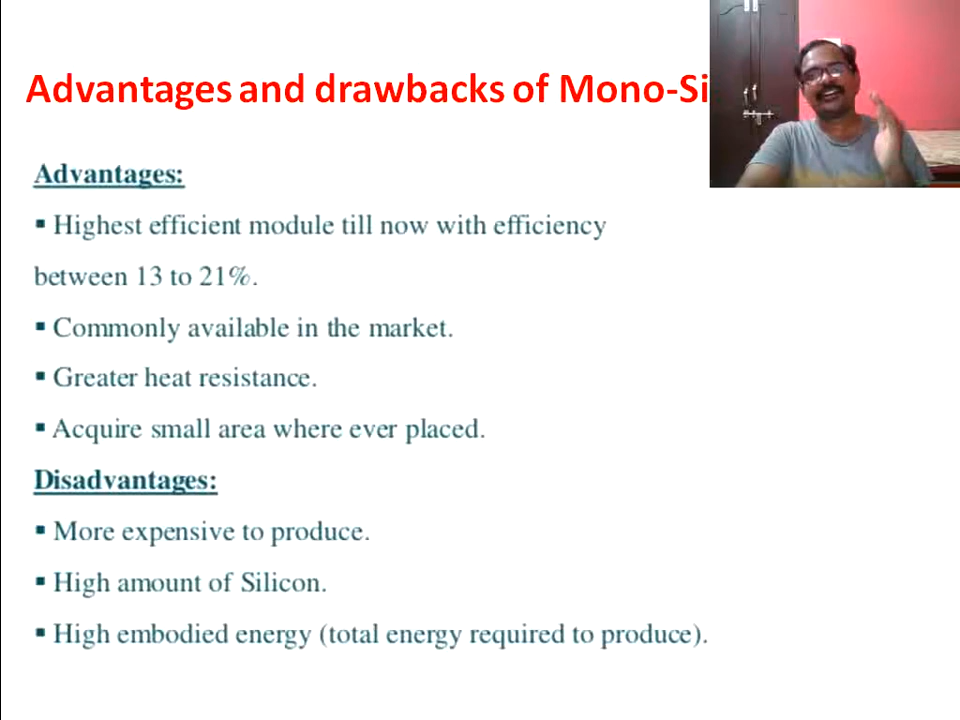 Advantages and drawbacks of Mono-Si
Advantages:
▪ Highest efficient module till now with efficiency
between 13 to 21%.
▪ Commonly available in the market.
▪ Greater heat resistance.
▪ Acquire small area where ever placed.
Disadvantages:
▪ More expensive to produce.
▪ High amount of Silicon.
▪ High embodied energy (total energy required to produce).